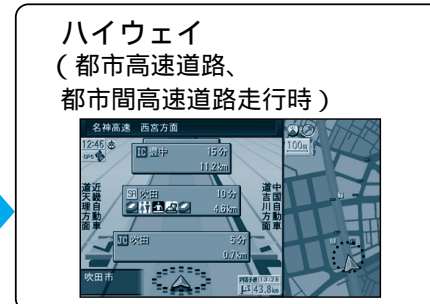 ハイウェイ
(都市高速道路、
都市間高速道路走行時)
名神高速 西宮方面
12:45
GPS
100m
IC 豊中 15分
11.2km
SA 吹田 10分
4.6km
JC 吹田 5分
0.7km
近畿自動車
道天理方面
中国自動車
道吉川方面
吹田市
43.8km